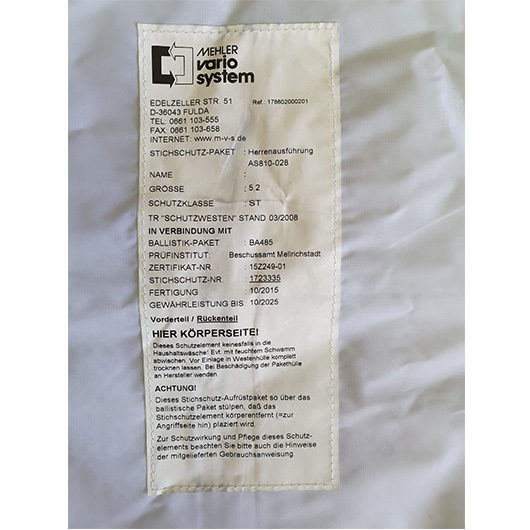 MEHLER
vario
system
EDELZELLER STR. 51 Ref.: 178602000201
D-36043 FULDA
TEL: 0661 103-555
FAX: 0661 103-658
INTERNET: www.m-v-s.de
STICHSCHUTZ-PAKET : Herrenausführung
AS810-028
NAME :
GRÖSSE : 5.2
SCHUTZKLASSE : ST
TR "SCHUTZWESTEN" STAND 03/2008
IN VERBINDUNG MIT
BALLISTIK-PAKET : BA485
PRÜFINSTITUT: Beschussamt Mellrichstadt
ZERTIFIKAT-NR. : 15Z249-01
STICHSCHUTZ-NR. : 1723335
FERTIGUNG : 10/2015
GEWÄHRLEISTUNG BIS : 10/2025
Vorderteil / Rückenteil
HIER KÖRPERSEITE!
Dieses Schutzelement keinesfalls in die
Haushaltswäsche! Evt. mit feuchtem Schwamm
abwischen. Vor Einlage in Westenhülle komplett
trocknen lassen. Bei Beschädigung der Pakethülle
an Hersteller wenden.
ACHTUNG!
Dieses Stichschutz-Aufrüstpaket so über das
ballistische Paket stülpen, daß das
Stichschutzelement körperentfernt (=zur
Angriffseite hin) plaziert wird.
Zur Schutzwirkung und Pflege dieses Schutz-
elements beachten Sie bitte auch die Hinweise
der mitgelieferten Gebrauchsanweisung